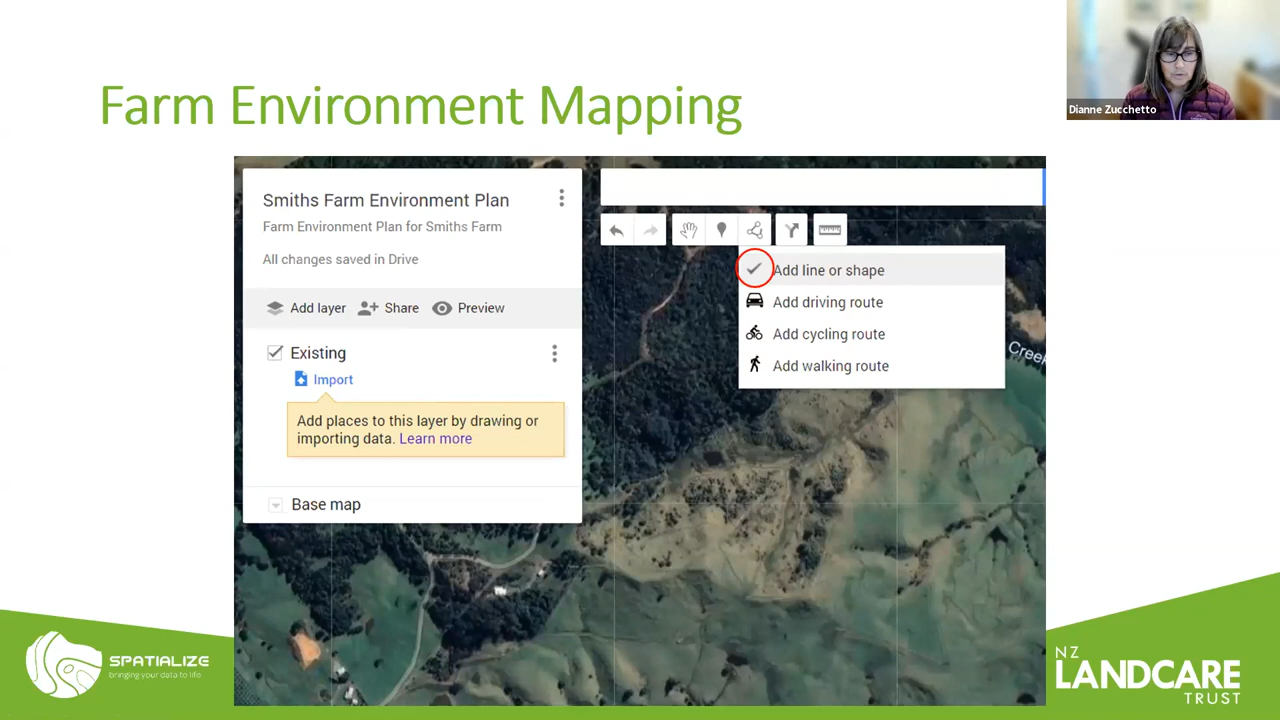 Farm Environment Mapping
Dianne Zucchetto
Smiths Farm Environment Plan
Farm Environment Plan for Smiths Farm
All changes saved in Drive
Add layer Share Preview
Existing
Import
Add places to this layer by drawing or
importing data. Learn more
Base map
Add line or shape
Add driving route
Add cycling route
Add walking route
Creek
SPATIALIZE
bringing your data to life
NZ
LANDCARE
TRUST